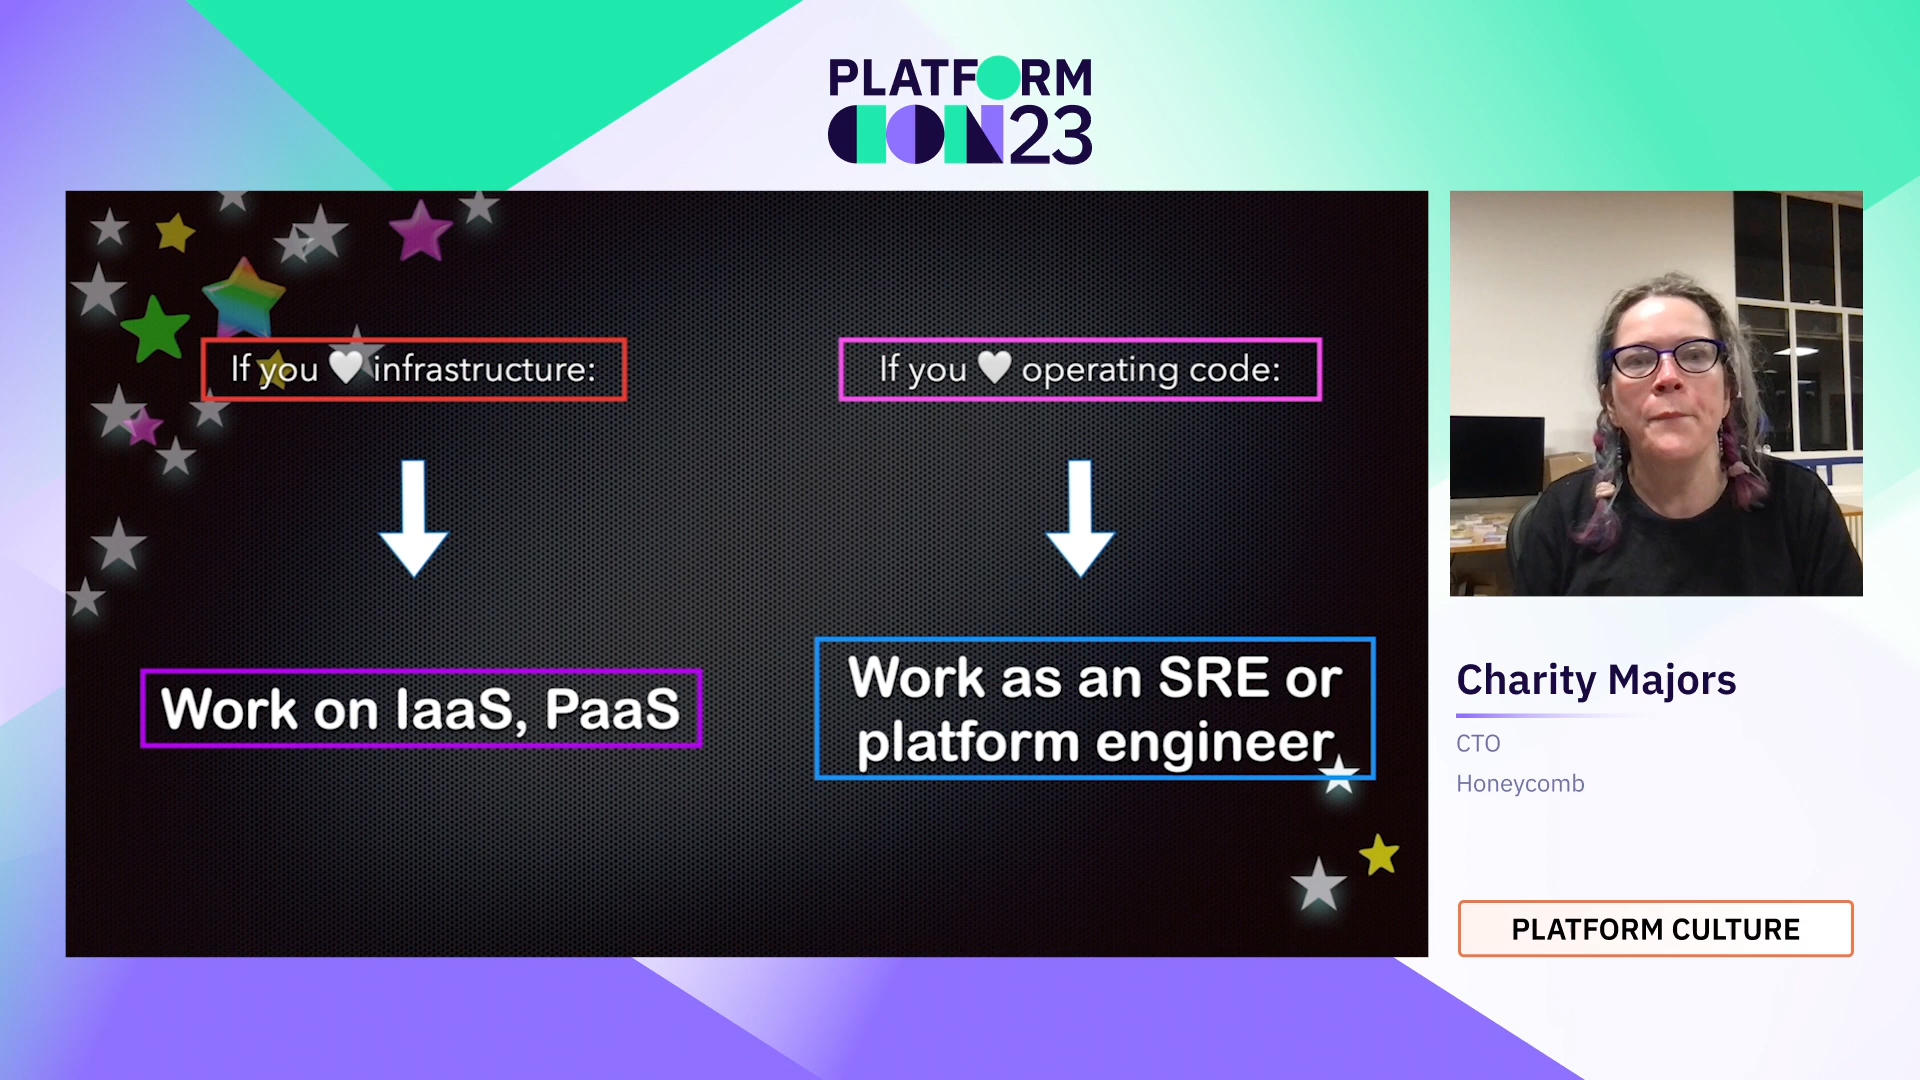 PLATFORM
CON23
If you 🤍 infrastructure:
If you 🤍 operating code:
Work on IaaS, PaaS
Work as an SRE or
platform engineer
Charity Majors
CTO
Honeycomb
PLATFORM CULTURE